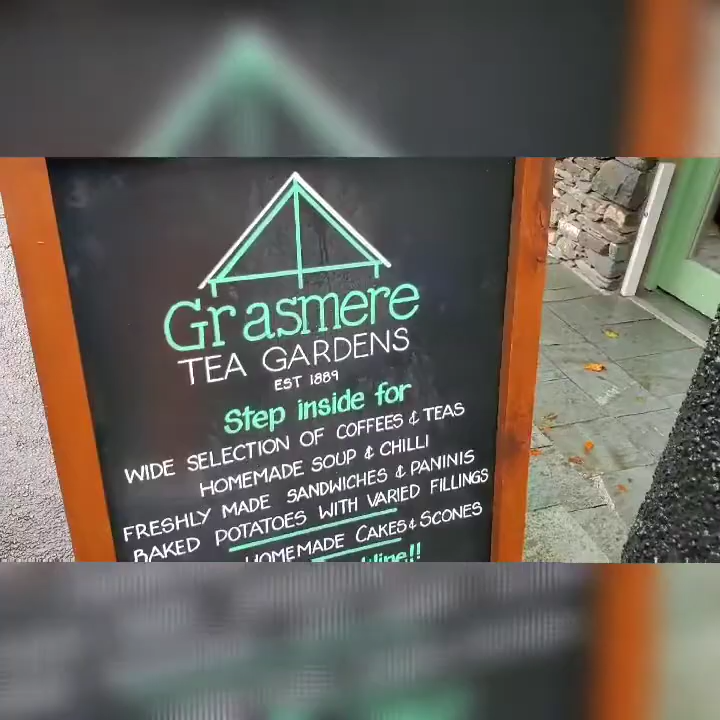 Grasmere
TEA GARDENS
EST 1889
Step inside for
WIDE SELECTION OF COFFEES & TEAS
HOMEMADE SOUP & CHILLI
FRESHLY MADE SANDWICHES & PANINIS
BAKED POTATOES WITH VARIED FILLINGS
HOMEMADE CAKES & SCONES